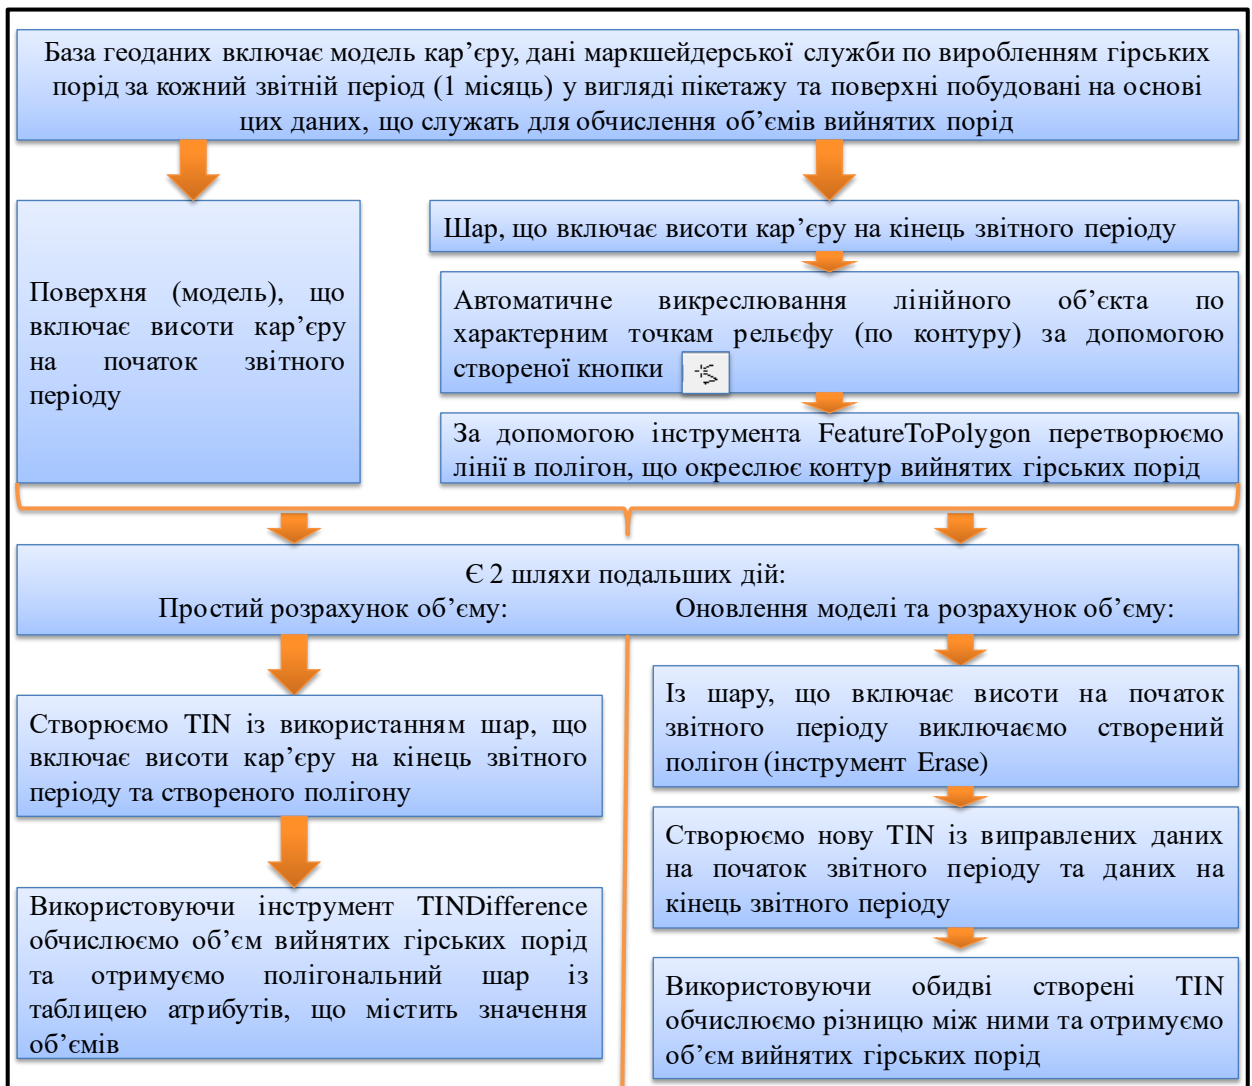 База геоданих включає модель кар’єру, дані маркшейдерської служби по виробленням гірських
порід за кожний звітній період (1 місяць) у вигляді пікетажу та поверхні побудовані на основі
цих даних, що служать для обчислення об’ємів вийнятих порід
Поверхня (модель), що
включає висоти кар’єру
на початок звітного
періоду
Шар, що включає висоти кар’єру на кінець звітного періоду
Автоматичне викреслювання лінійного об’єкта по
характерним точкам рельєфу (по контуру) за допомогою
створеної кнопки
За допомогою інструмента FeatureToPolygon перетворюємо
лінії в полігон, що окреслює контур вийнятих гірських порід
Є 2 шляхи подальших дій:
Простий розрахунок об’єму: Оновлення моделі та розрахунок об’єму:
Створюємо TIN із використанням шар, що
включає висоти кар’єру на кінець звітного
періоду та створеного полігону
Використовуючи інструмент TINDifference
обчислюємо об’єм вийнятих гірських порід
та отримуємо полігональний шар із
таблицею атрибутів, що містить значення
об’ємів
Із шару, що включає висоти на початок
звітного періоду виключаємо створений
полігон (інструмент Erase)
Створюємо нову TIN із виправлених даних
на початок звітного періоду та даних на
кінець звітного періоду
Використовуючи обидві створені TIN
обчислюємо різницю між ними та отримуємо
об’єм вийнятих гірських порід